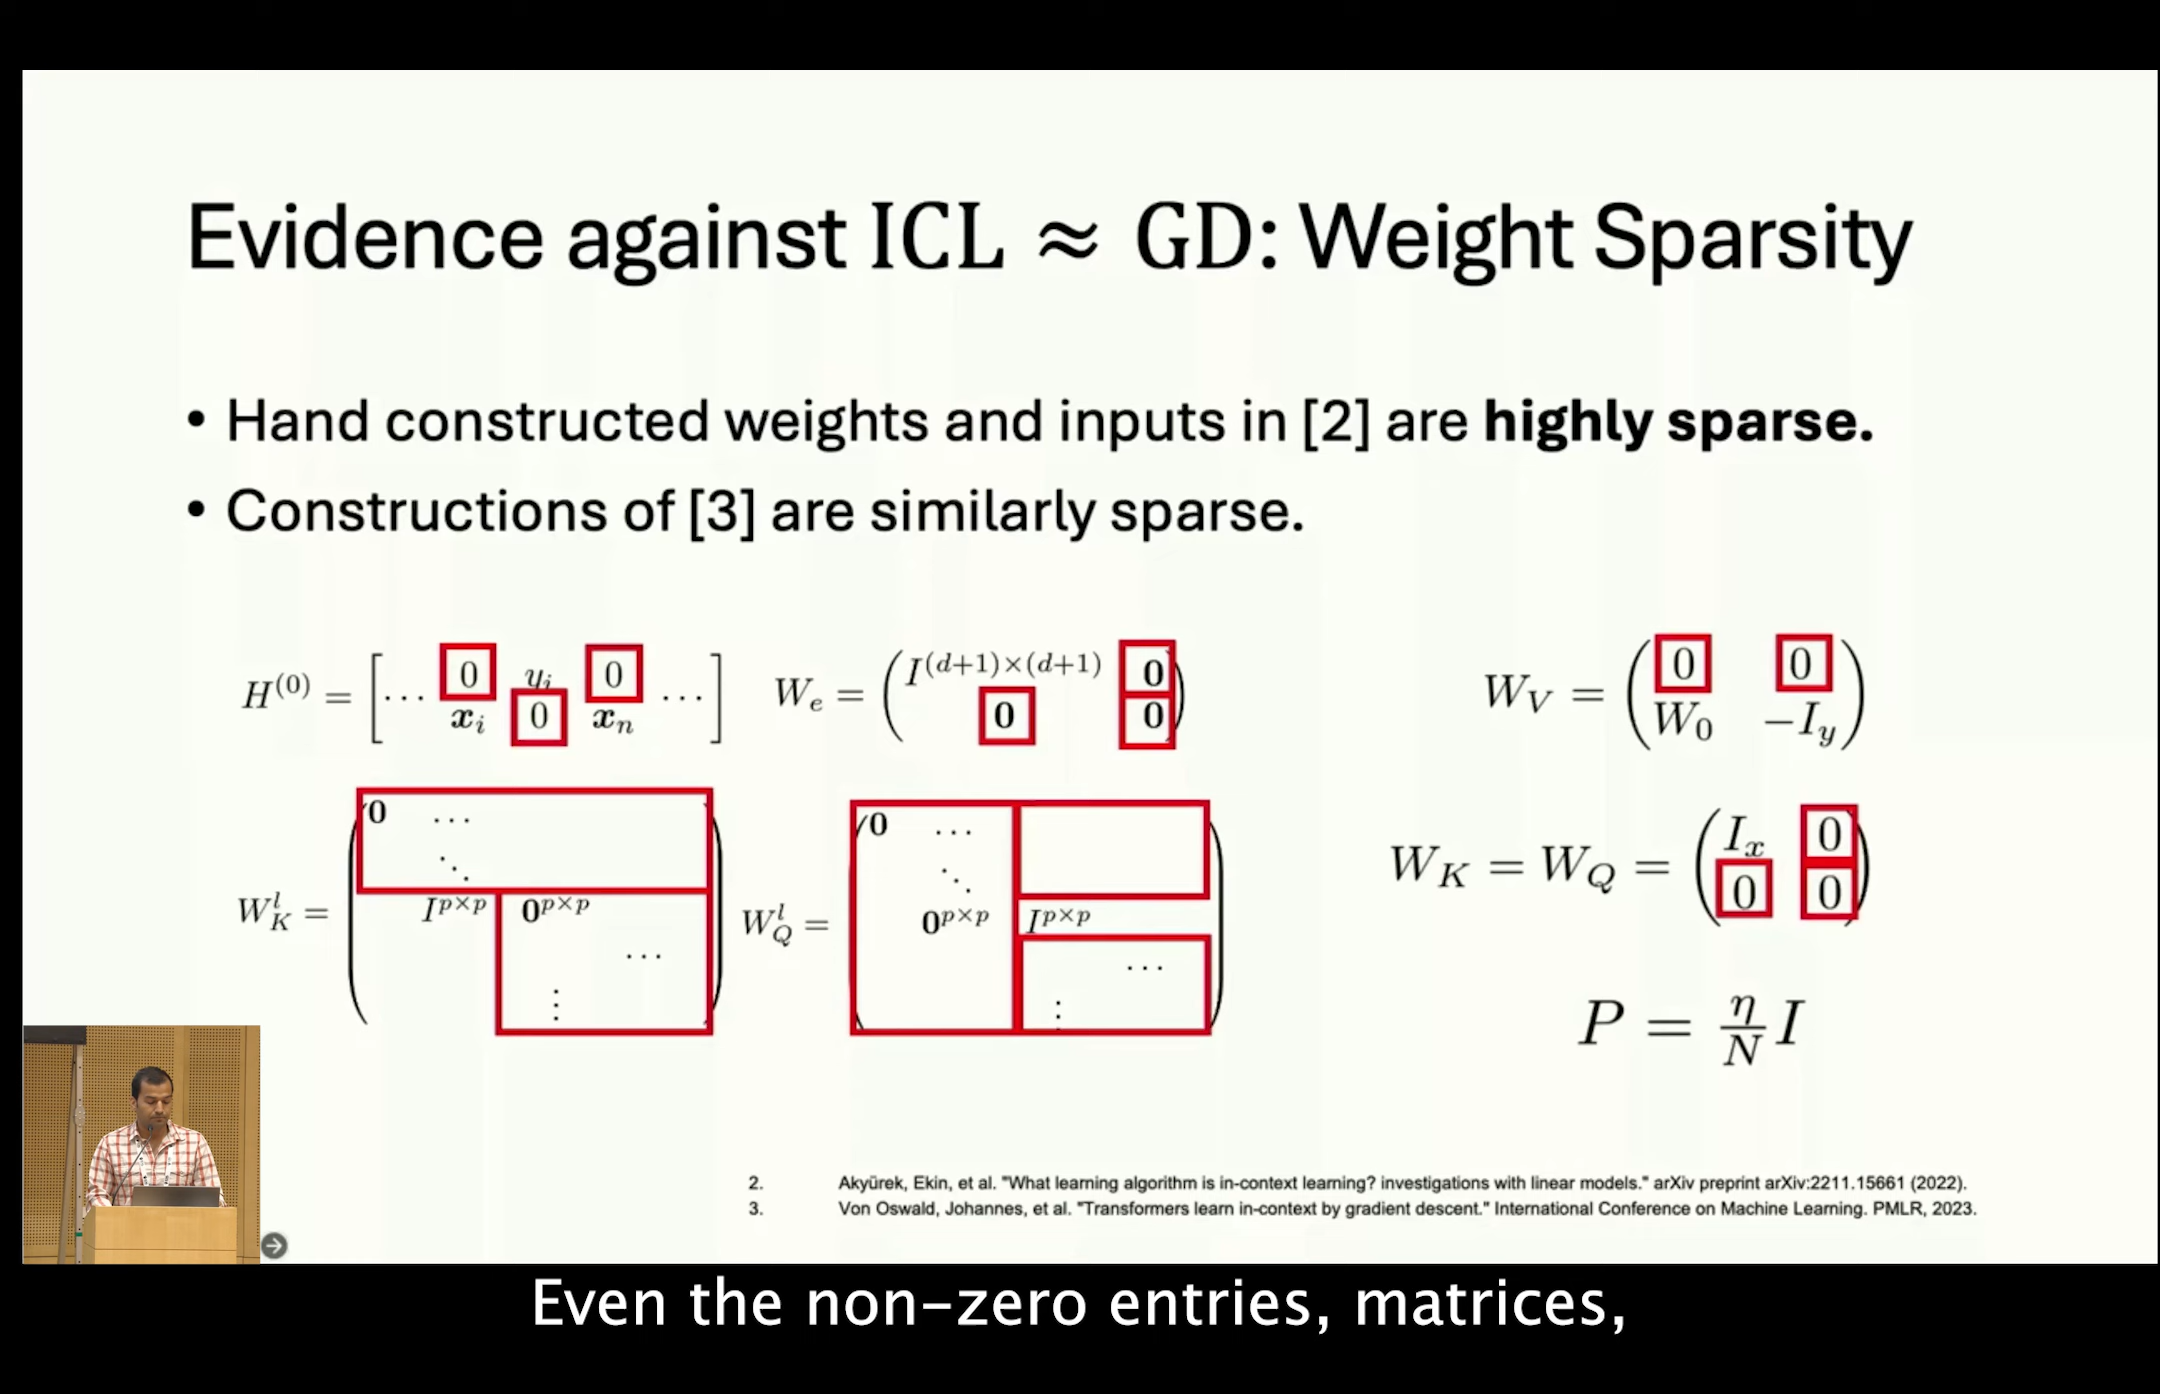 Evidence against ICL ≈ GD: Weight Sparsity
• Hand constructed weights and inputs in [2] are highly sparse.
• Constructions of [3] are similarly sparse.
H^{(0)} = [ ⋯ 0 y_i 0 ⋯
x_i 0 x_n ]
W_e = ( I^{(d+1)×(d+1)} 0
0 0 )
W_V = ( 0 0
W_0 −I_y )
W_K^l = ( 0 ⋯
⋱
I^{p×p} 0^{p×p}
⋯
⋮ )
W_Q^l = ( 0 ⋯
⋱
0^{p×p} I^{p×p}
⋯
⋮ )
W_K = W_Q = ( I_x 0
0 0 )
P = \frac{η}{N} I
2. Akyürek, Ekin, et al. "What learning algorithm is in-context learning? investigations with linear models." arXiv preprint arXiv:2211.15661 (2022).
3. Von Oswald, Johannes, et al. "Transformers learn in-context by gradient descent." International Conference on Machine Learning. PMLR, 2023.
Even the non-zero entries, matrices,